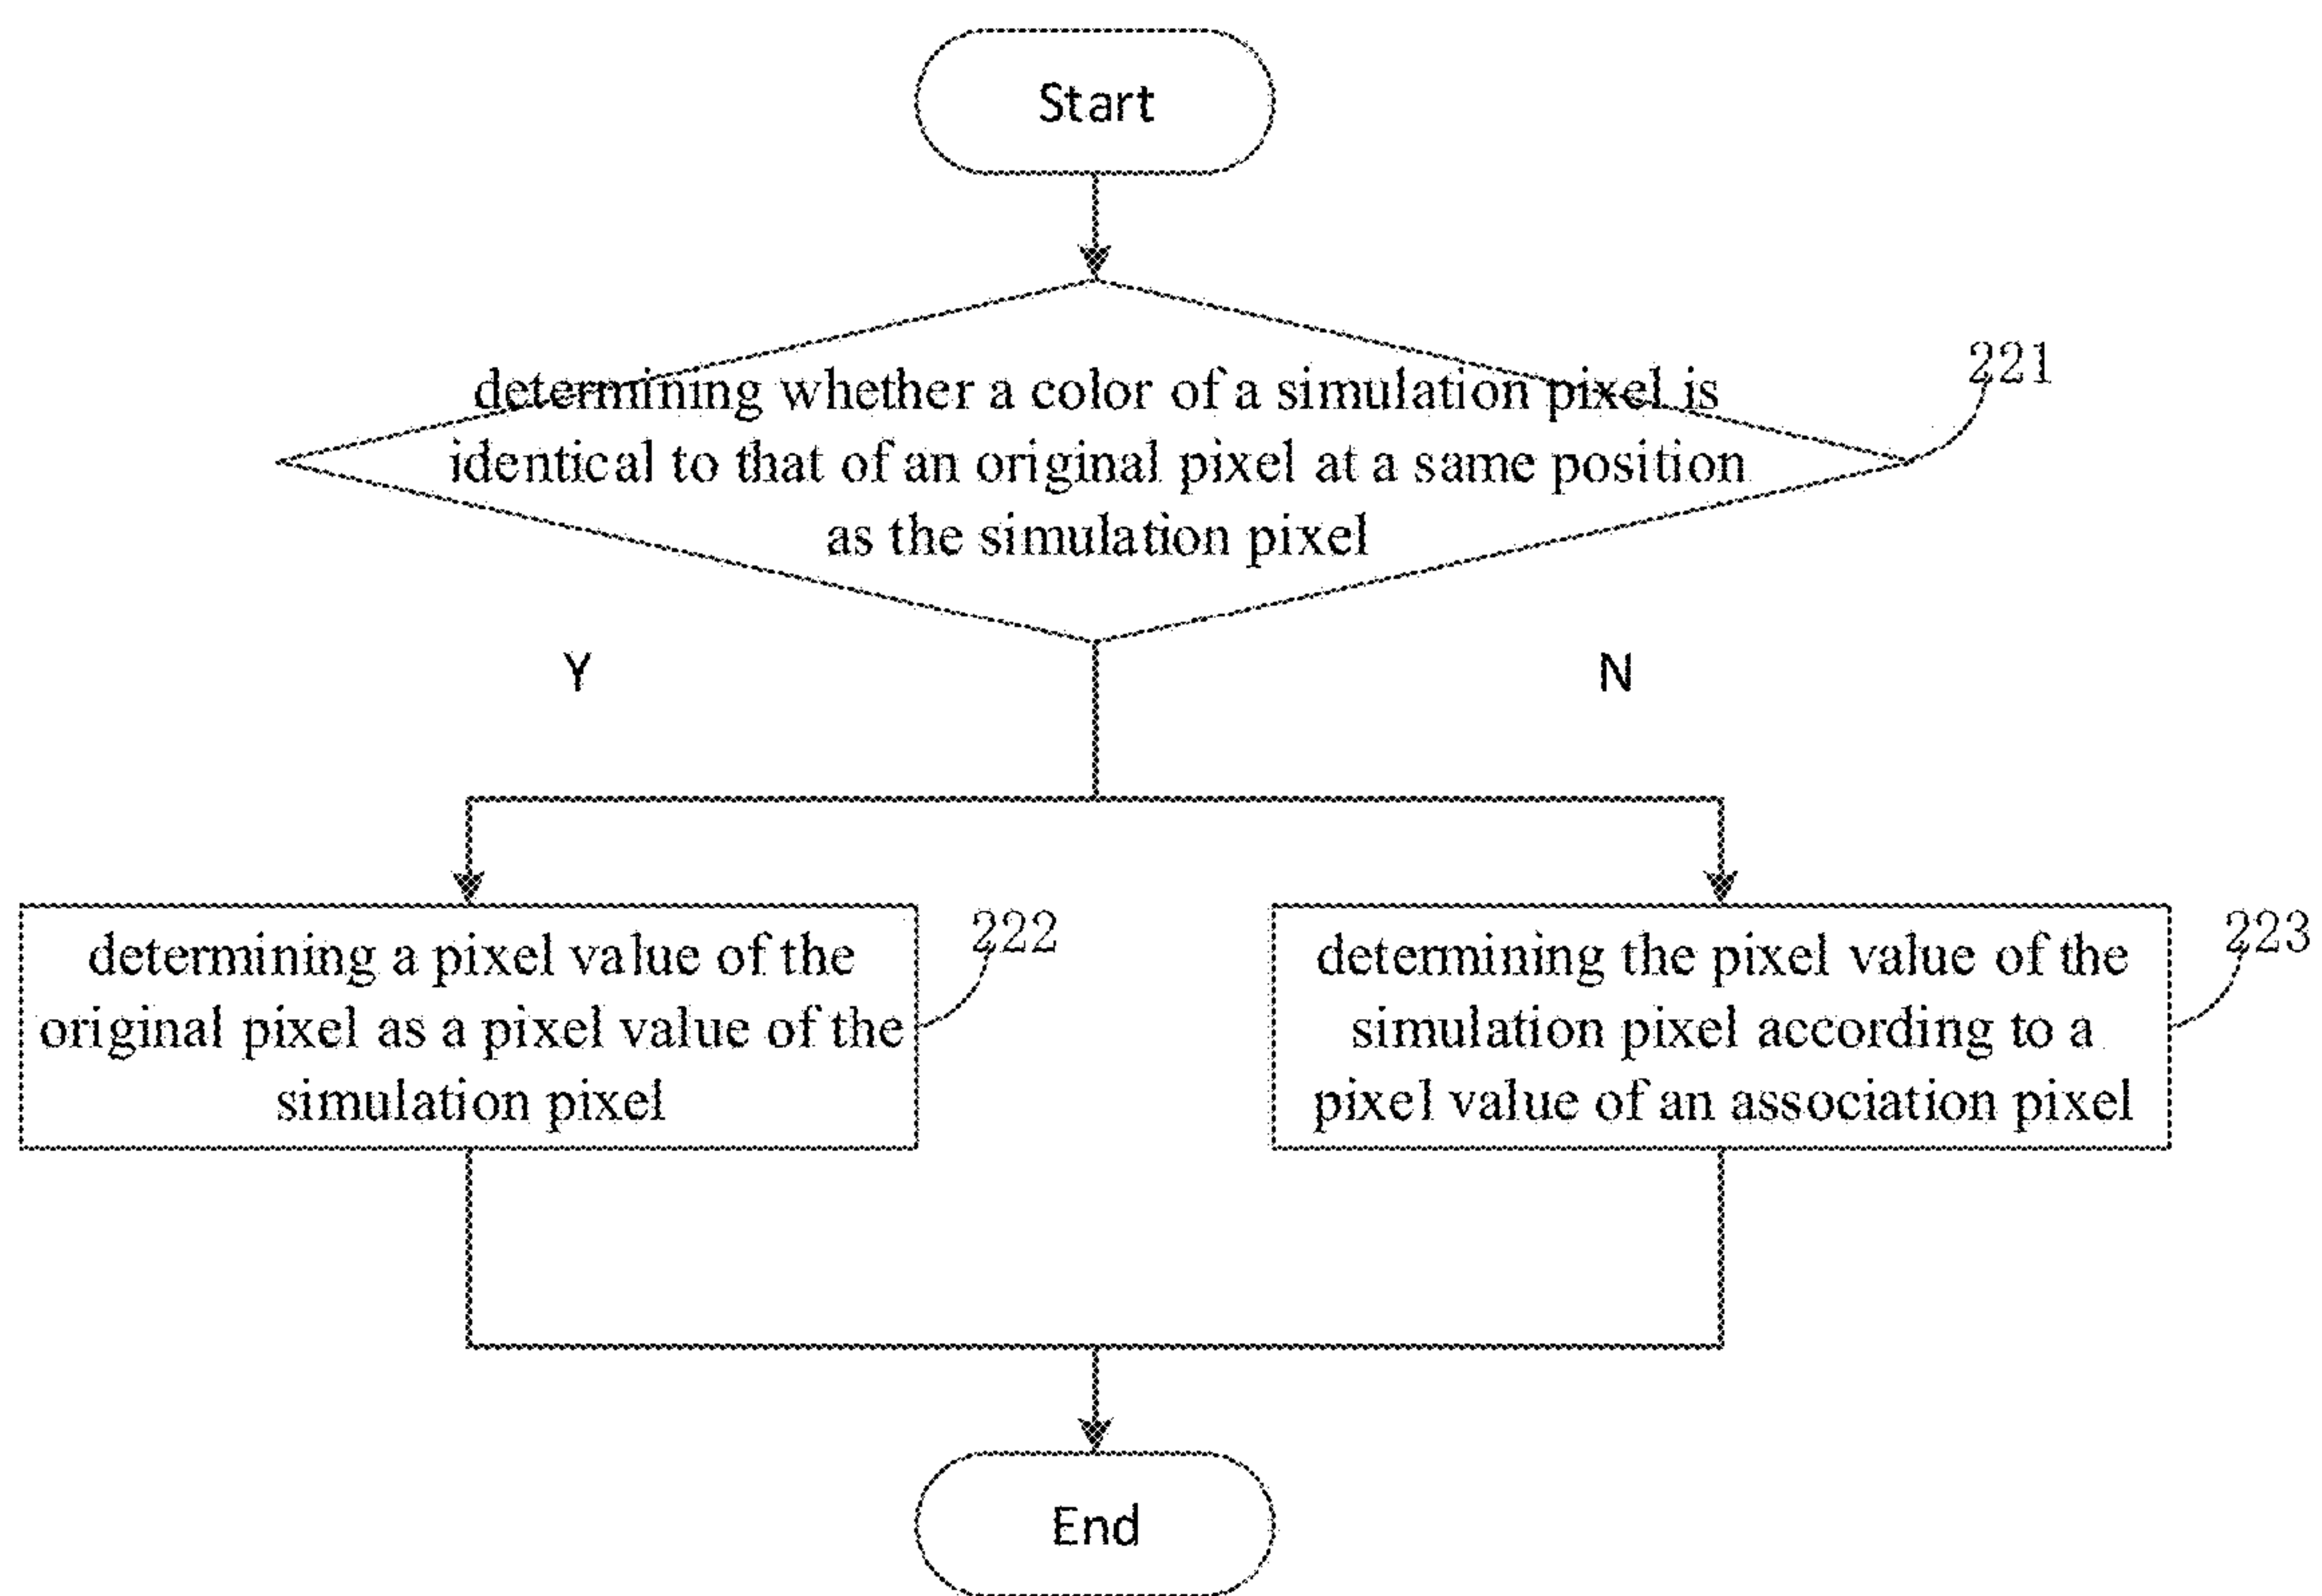 Start
determining whether a color of a simulation pixel is
identical to that of an original pixel at a same position
as the simulation pixel
221
Y
N
determining a pixel value of the
original pixel as a pixel value of the
simulation pixel
222
determining the pixel value of the
simulation pixel according to a
pixel value of an association pixel
223
End